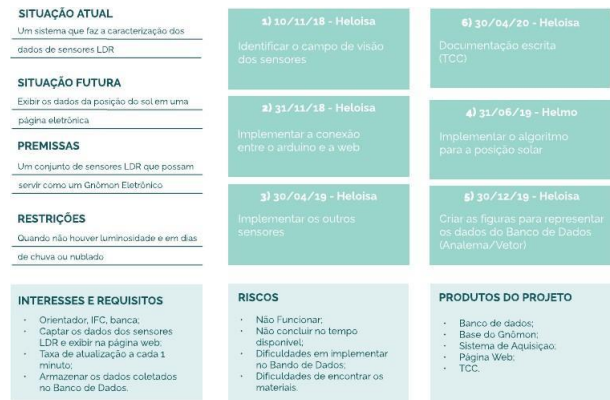 SITUAÇÃO ATUAL
Um sistema que faz a caracterização dos
dados de sensores LDR
SITUAÇÃO FUTURA
Exibir os dados da posição do sol em uma
página eletrônica
PREMISSAS
Um conjunto de sensores LDR que possam
servir como um Gnômon Eletrônico
RESTRIÇÕES
Quando não houver luminosidade e em dias
de chuva ou nublado
1) 10/11/18 - Heloisa
Identificar o campo de visão
dos sensores
2) 31/11/18 - Heloisa
Implementar a conexão
entre o arduino e a web
3) 30/04/19 - Heloisa
Implementar os outros
sensores
6) 30/04/20 - Heloisa
Documentação escrita
(TCC)
4) 31/06/19 - Helmo
Implementar o algoritmo
para a posição solar
5) 30/12/19 - Heloisa
Criar as figuras para representar
os dados do Banco de Dados
(Analema/Vetor)
INTERESSES E REQUISITOS
· Orientador, IFC, banca;
· Captar os dados dos sensores
LDR e exibir na página web;
· Taxa de atualização a cada 1
minuto;
· Armazenar os dados coletados
no Banco de Dados.
RISCOS
· Não Funcionar;
· Não concluir no tempo
disponível;
· Dificuldades em implementar
no Bando de Dados;
· Dificuldades de encontrar os
materiais.
PRODUTOS DO PROJETO
· Banco de dados;
· Base do Gnômon;
· Sistema de Aquisiçao;
· Página Web;
· TCC.